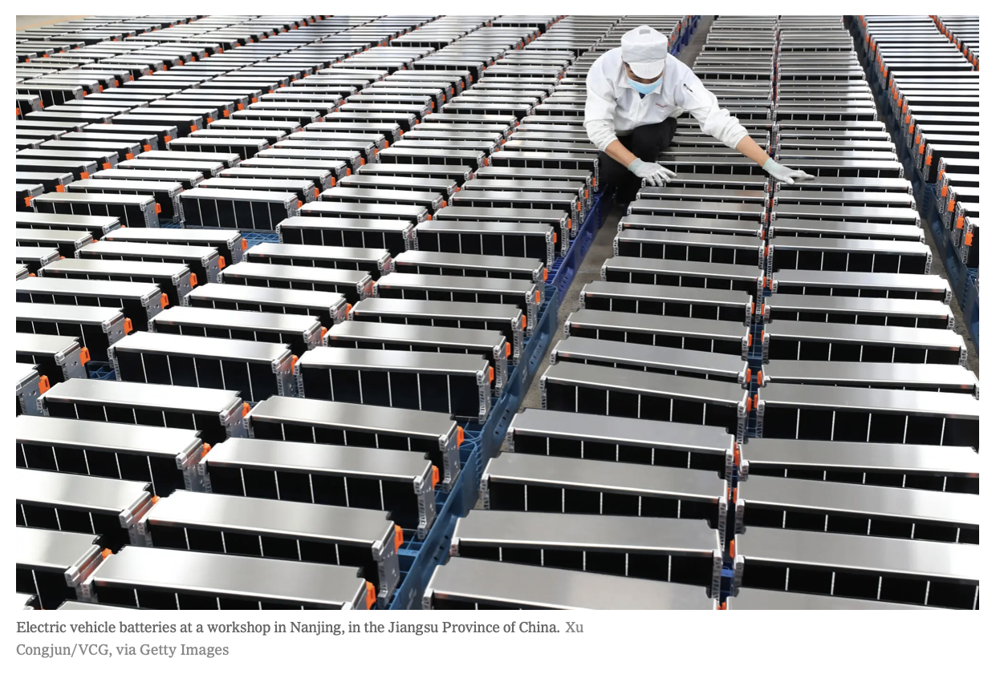 Electric vehicle batteries at a workshop in Nanjing, in the Jiangsu Province of China. Xu
Congjun/VCG, via Getty Images